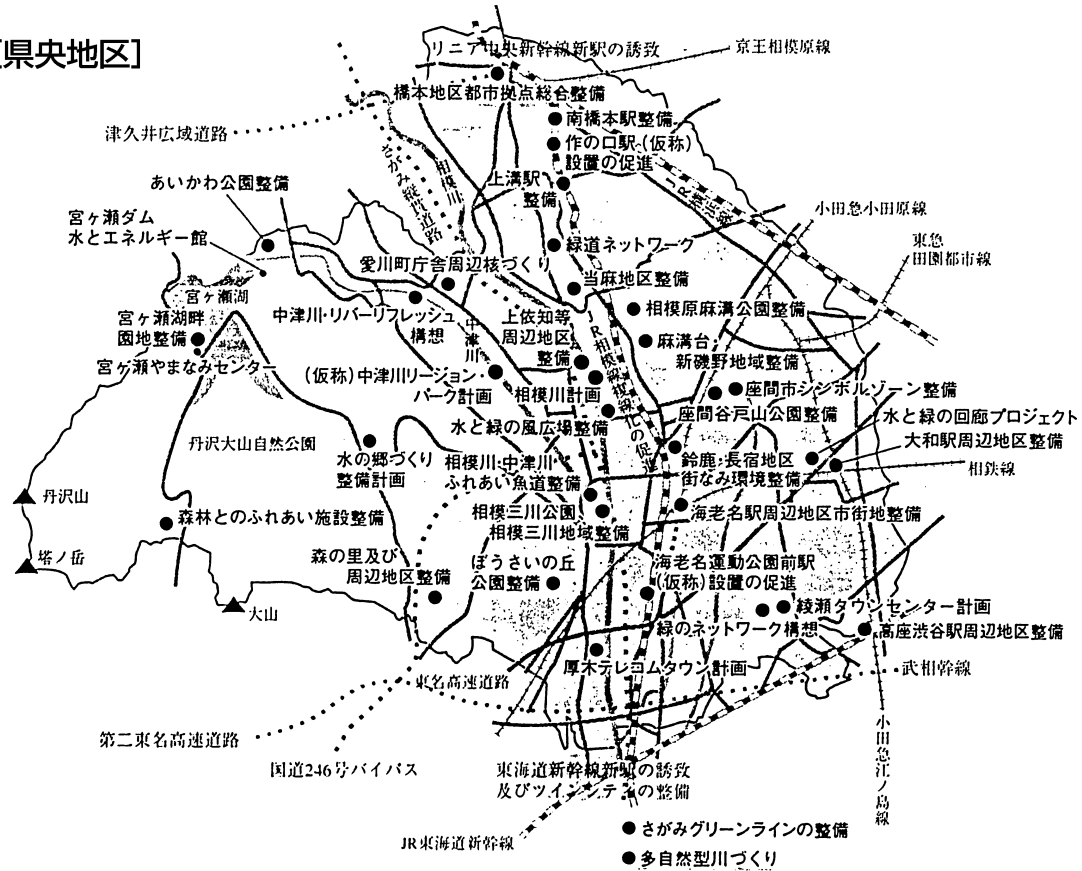 県央地区]
リニア中央新幹線新駅の誘致
京王相模原線
橋本地区都市拠点総合整備
津久井広域道路
南橋本駅整備
作の口駅(仮称)
設置の促進
さがみ縦貫道路
相模川
上溝駅
整備
JR横浜線
あいかわ公園整備
小田急小田原線
宮ヶ瀬ダム
水とエネルギー館
東急
田園都市線
緑道ネットワーク
愛川町庁舎周辺核づくり
当麻地区整備
宮ヶ瀬湖
中津川・リバーリフレッシュ
構想
中津川
上依知等
周辺地区
整備
JR相模線複線化の促進
相模原麻溝公園整備
宮ヶ瀬湖畔
園地整備
麻溝台・
新磯野地域整備
宮ヶ瀬やまなみセンター
(仮称)中津川リージョン
パーク計画
相模川計画
座間市シンボルゾーン整備
座間谷戸山公園整備
水と緑の回廊プロジェクト
水と緑の風広場整備
大和駅周辺地区整備
丹沢大山自然公園
水の郷づくり
整備計画
相模川・中津川
ふれあい魚道整備
鈴鹿・長宿地区
街なみ環境整備
相鉄線
丹沢山
森林とのふれあい施設整備
相模三川公園
相模三川地域整備
海老名駅周辺地区市街地整備
塔ノ岳
森の里及び
周辺地区整備
ぼうさいの丘
公園整備
海老名運動公園前駅
(仮称)設置の促進
大山
綾瀬タウンセンター計画
緑のネットワーク構想
高座渋谷駅周辺地区整備
厚木テレコムタウン計画
武相幹線
東名高速道路
第二東名高速道路
国道246号バイパス
東海道新幹線新駅の誘致
及びツインシティの整備
小田急江ノ島線
JR東海道新幹線
さがみグリーンラインの整備
多自然型川づくり